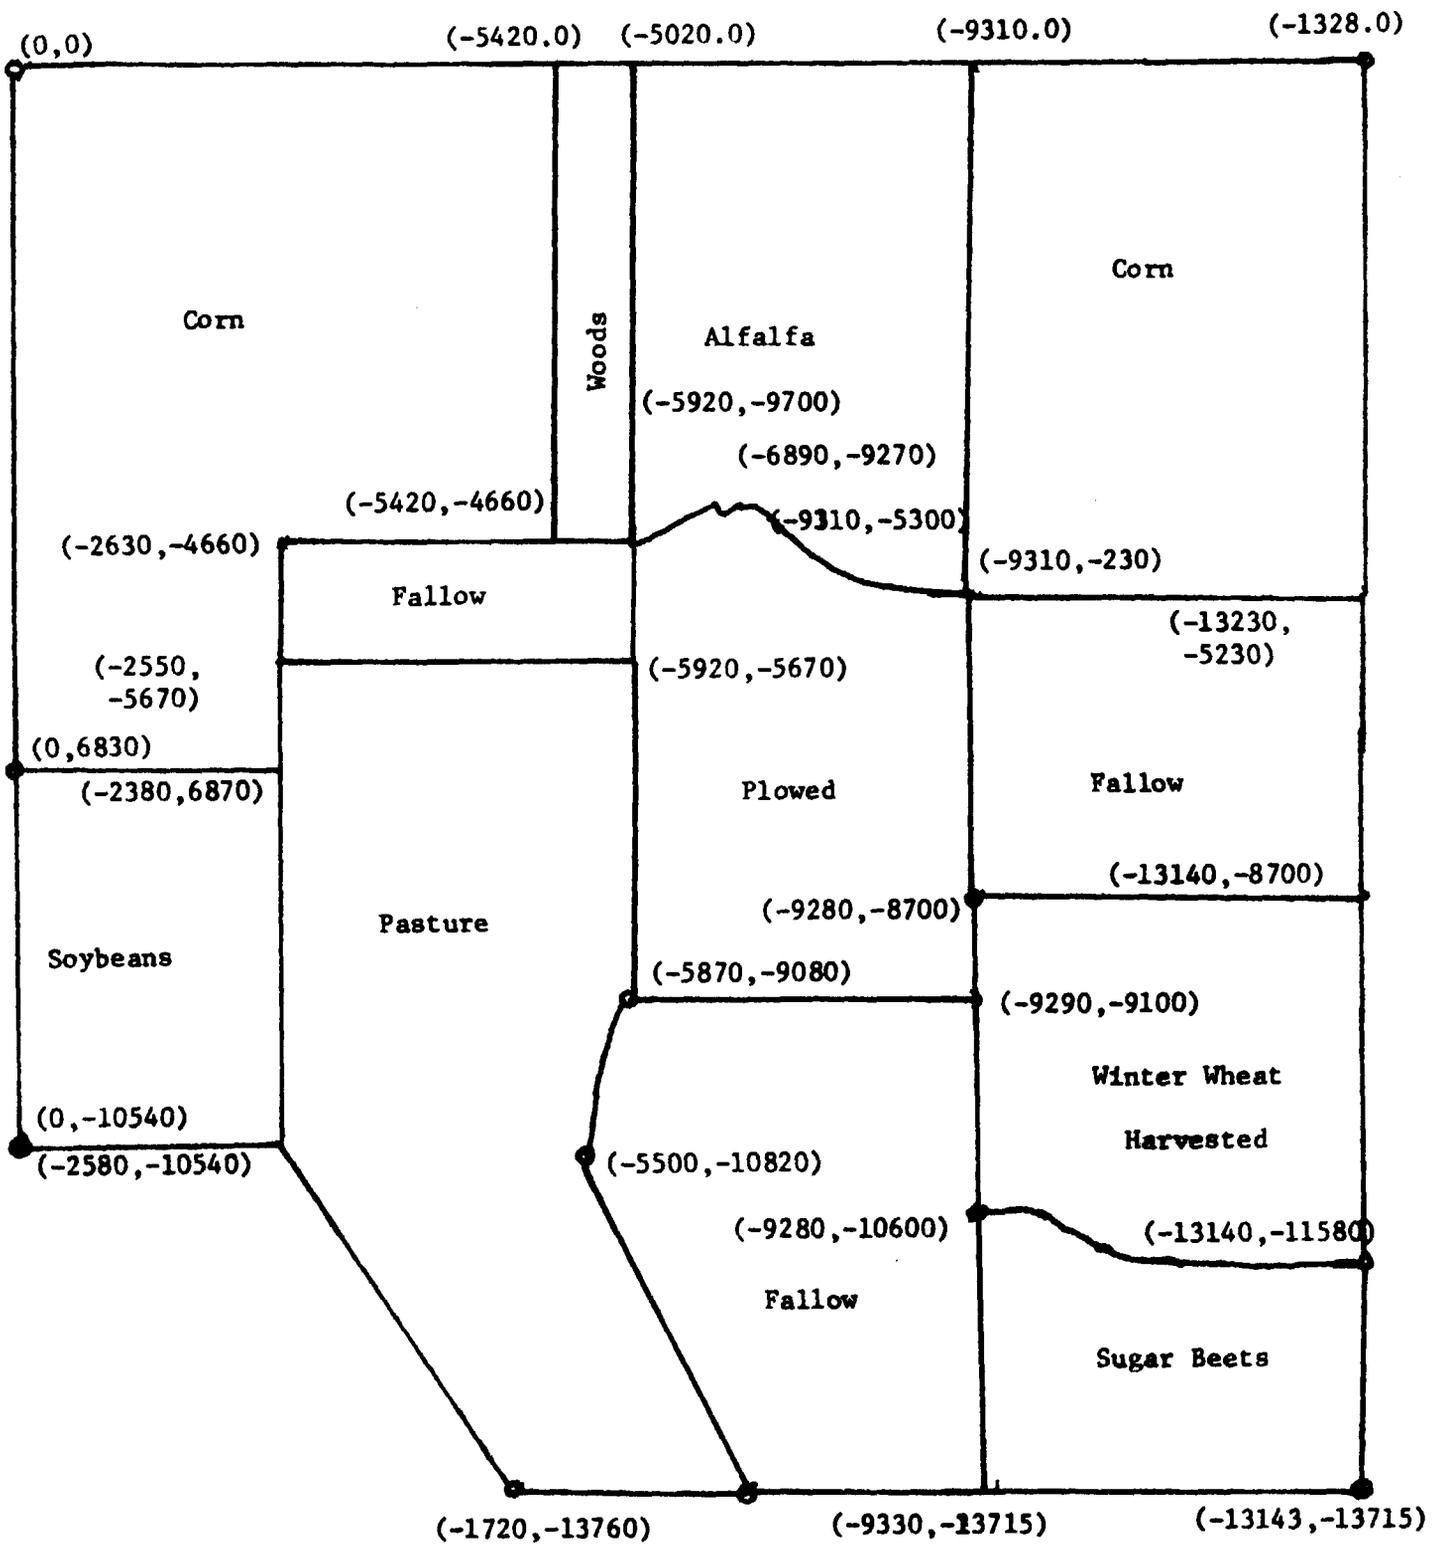 (0,0)
(-5420.0)
(-5020.0)
(-9310.0)
(-1328.0)
Corn
Woods
Alfalfa
Corn
(-5920,-9700)
(-6890,-9270)
(-5420,-4660)
(-9310,-5300)
(-2630,-4660)
(-9310,-230)
Fallow
(-13230,
-5230)
(-2550,
-5670)
(-5920,-5670)
(0,6830)
(-2380,6870)
Plowed
Fallow
(-13140,-8700)
(-9280,-8700)
Pasture
Soybeans
(-5870,-9080)
(-9290,-9100)
Winter Wheat
Harvested
(0,-10540)
(-2580,-10540)
(-5500,-10820)
(-9280,-10600)
(-13140,-11580)
Fallow
Sugar Beets
(-1720,-13760)
(-9330,-13715)
(-13143,-13715)